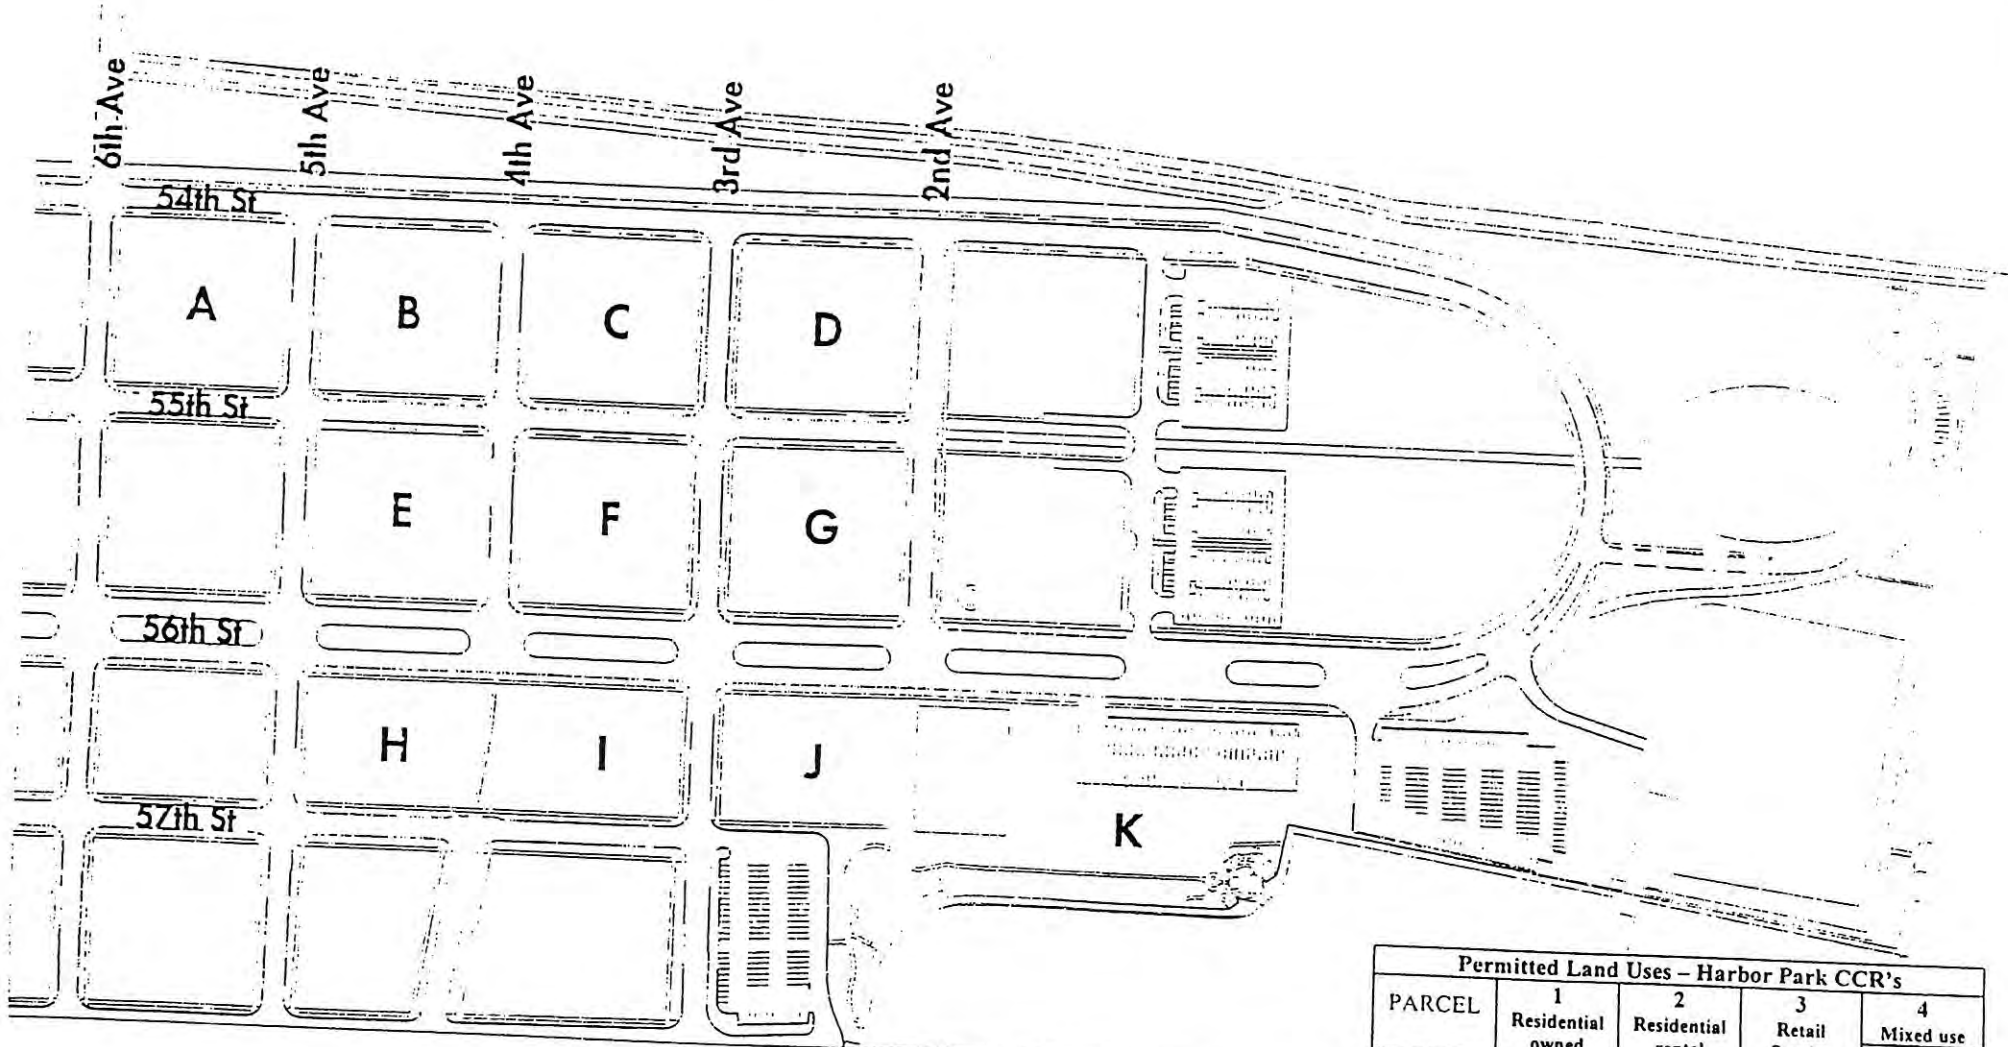 6th Ave
5th Ave
4th Ave
3rd Ave
2nd Ave
54th St
A
B
C
D
55th St
E
F
G
56th St
H
I
J
K
57th St
Permitted Land Uses – Harbor Park CCR's
PARCEL
1
Residential
owned
2
Residential
rental
3
Retail
4
Mixed use